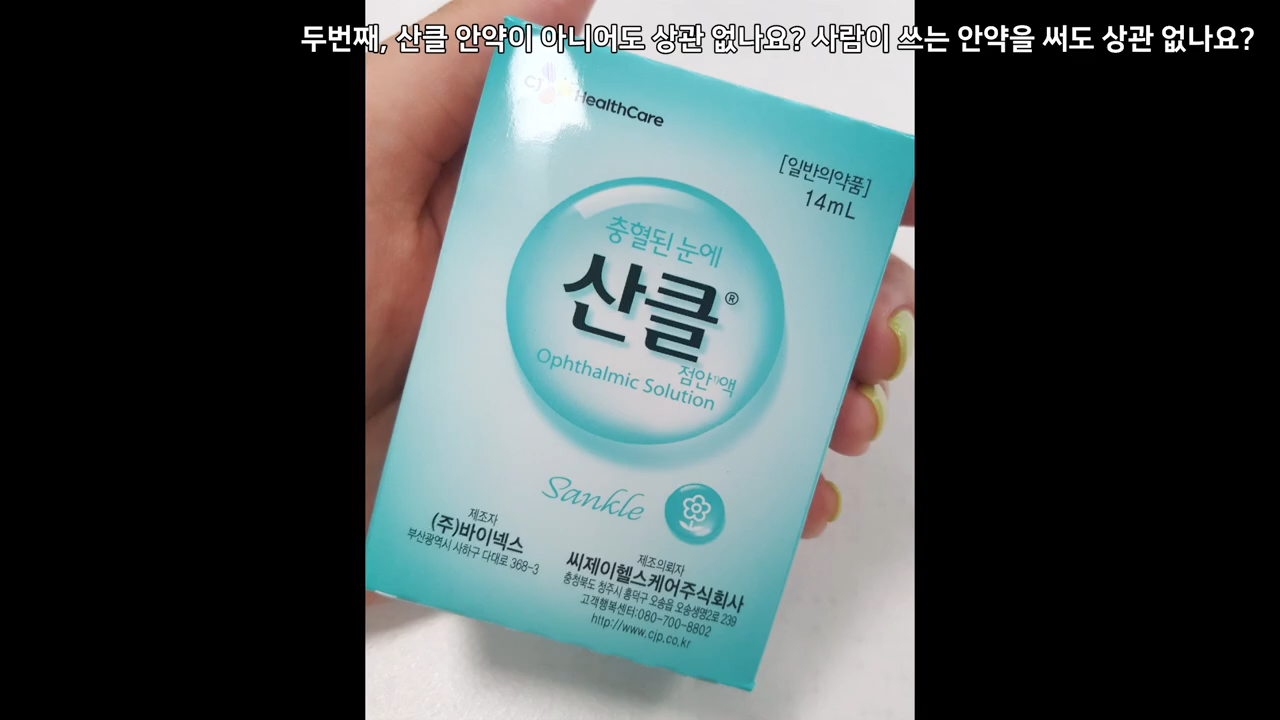 두번째, 산클 안약이 아니어도 상관 없나요? 사람이 쓰는 안약을 써도 상관 없나요?
CJ HealthCare
[일반의약품]
14mL
충혈된 눈에
산클®
점안액
Ophthalmic Solution
Sankle
제조자
(주)바이넥스
부산광역시 사하구 다대로 368-3
제조의뢰자
씨제이헬스케어주식회사
충청북도 청주시 흥덕구 오송읍 오송생명2로 239
고객행복센터:080-700-8802
http://www.cjp.co.kr